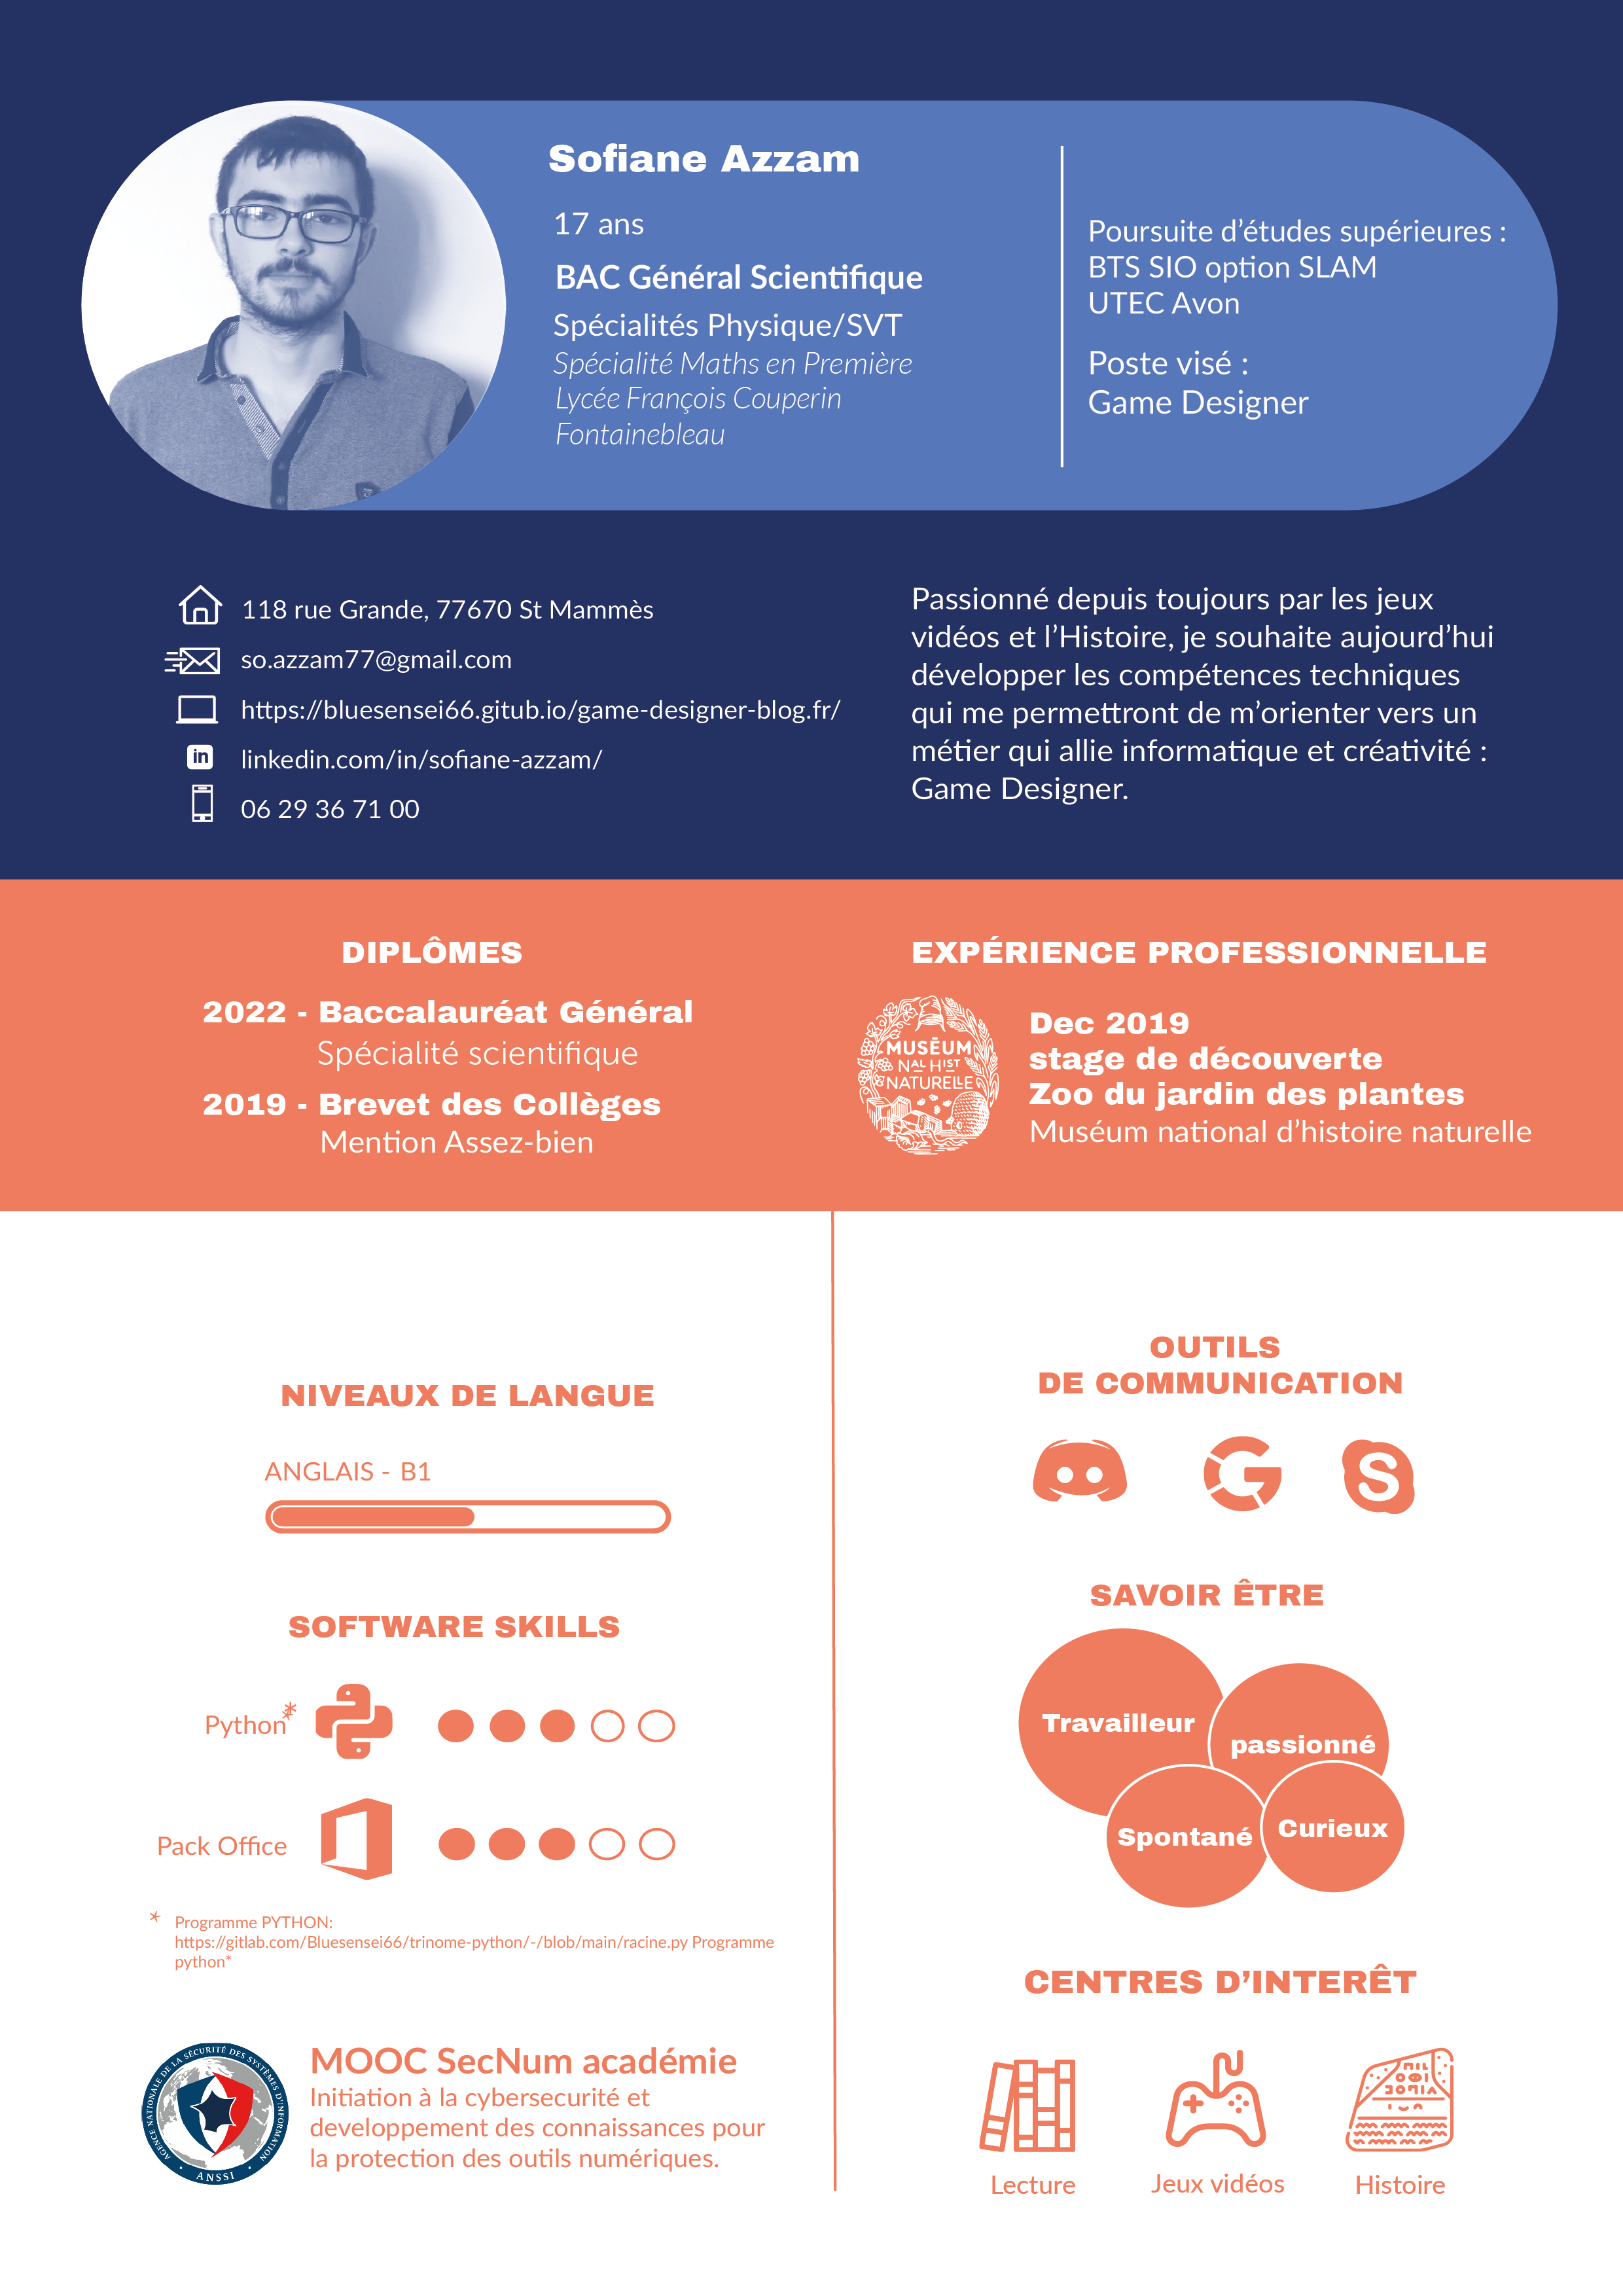 Sofiane Azzam
17 ans
BAC Général Scientifique
Spécialités Physique/SVT
Spécialité Maths en Première
Lycée François Couperin
Fontainebleau
Poursuite d'études supérieures :
BTS SIO option SLAM
UTEC Avon
Poste visé :
Game Designer
118 rue Grande, 77670 St Mammès
so.azzam77@gmail.com
https://bluesensei66.gitub.io/game-designer-blog.fr/
in
linkedin.com/in/sofiane-azzam/
06 29 36 71 00
Passionné depuis toujours par les jeux
vidéos et l'Histoire, je souhaite aujourd'hui
développer les compétences techniques
qui me permettront de m'orienter vers un
métier qui allie informatique et créativité :
Game Designer.
DIPLÔMES
2022 - Baccalauréat Général
Spécialité scientifique
2019 - Brevet des Collèges
Mention Assez-bien
EXPÉRIENCE PROFESSIONNELLE
MUSĒUM
NAL HIST
NATURELLE
Dec 2019
stage de découverte
Zoo du jardin des plantes
Muséum national d'histoire naturelle
NIVEAUX DE LANGUE
ANGLAIS - B1
SOFTWARE SKILLS
Python*
Pack Office
* Programme PYTHON:
https://gitlab.com/Bluesensei66/trinome-python/-/blob/main/racine.py Programme
python*
AGENCE NATIONALE DE LA SÉCURITÉ DES SYSTÈMES D'INFORMATION
ANSSI
MOOC SecNum académie
Initiation à la cybersecurité et
developpement des connaissances pour
la protection des outils numériques.
OUTILS
DE COMMUNICATION
G
S
SAVOIR ÊTRE
Travailleur
passionné
Spontané
Curieux
CENTRES D'INTERÊT
Lecture
Jeux vidéos
Histoire